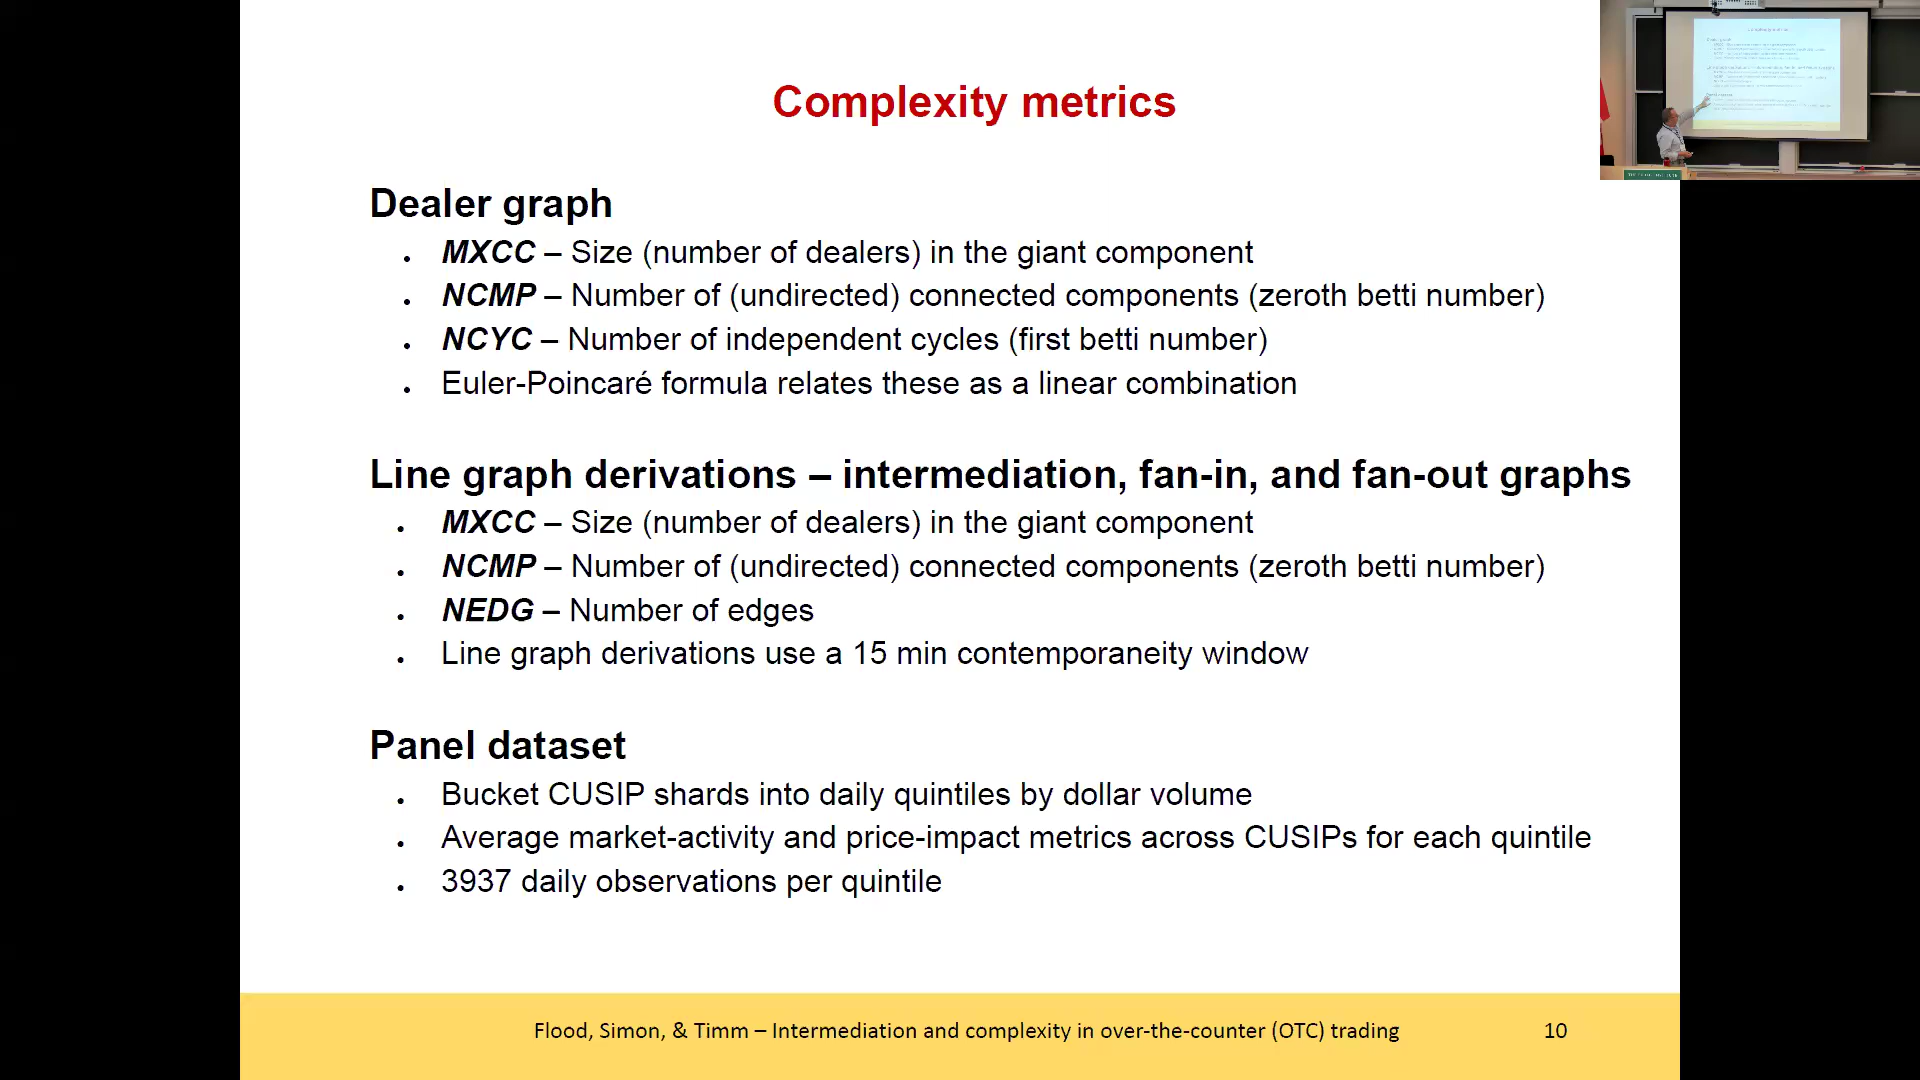 Complexity metrics
Dealer graph
• MXCC – Size (number of dealers) in the giant component
• NCMP – Number of (undirected) connected components (zeroth betti number)
• NCYC – Number of independent cycles (first betti number)
• Euler-Poincaré formula relates these as a linear combination
Line graph derivations – intermediation, fan-in, and fan-out graphs
• MXCC – Size (number of dealers) in the giant component
• NCMP – Number of (undirected) connected components (zeroth betti number)
• NEDG – Number of edges
• Line graph derivations use a 15 min contemporaneity window
Panel dataset
• Bucket CUSIP shards into daily quintiles by dollar volume
• Average market-activity and price-impact metrics across CUSIPs for each quintile
• 3937 daily observations per quintile
Flood, Simon, & Timm – Intermediation and complexity in over-the-counter (OTC) trading 10